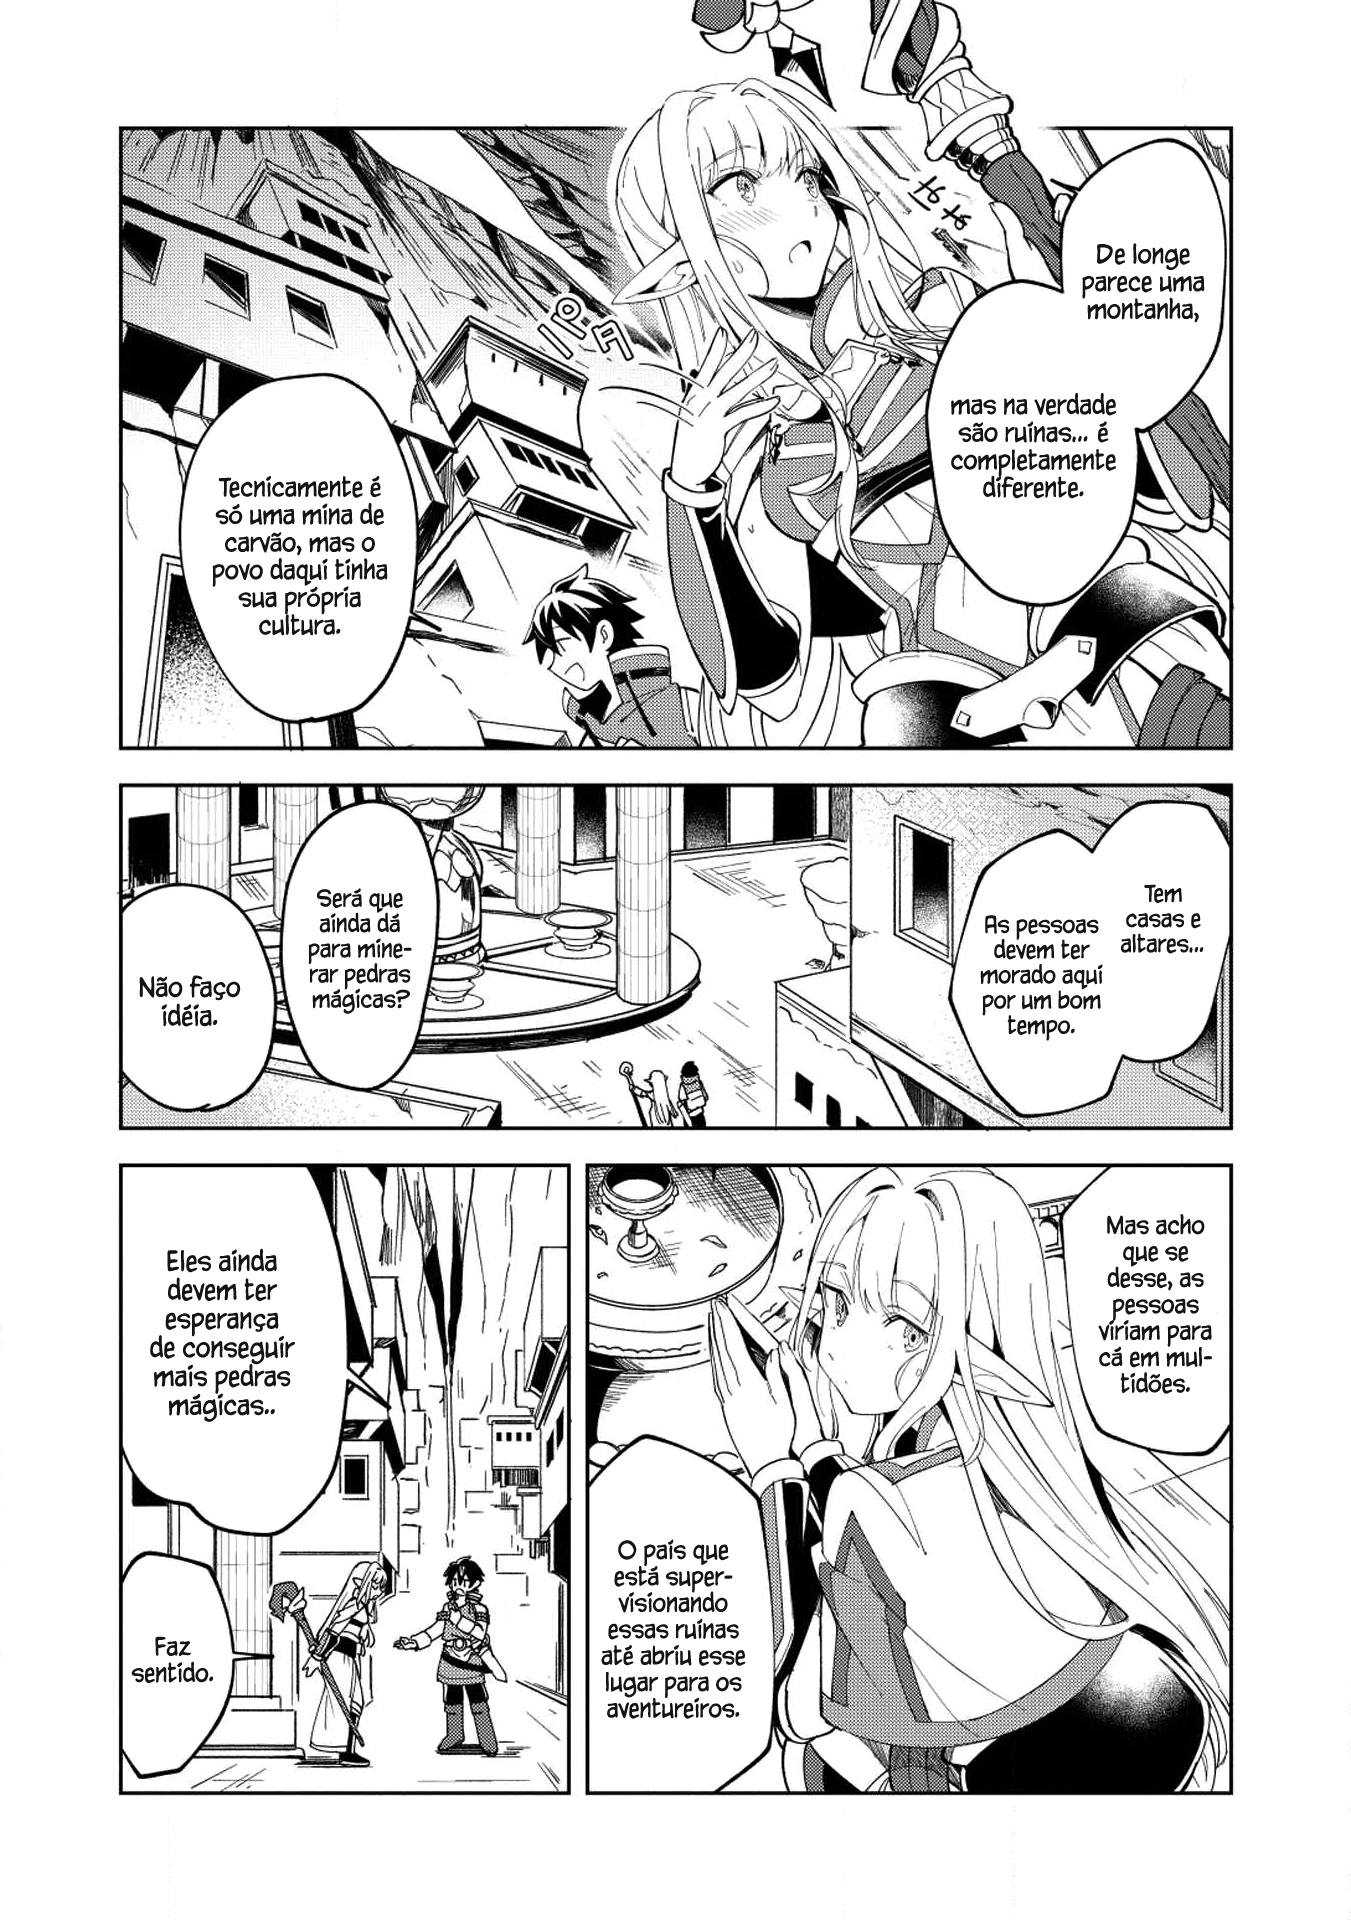 De longe
parece uma
montanha,
mas na verdade
são ruínas... é
completamente
diferente.
Tecnicamente é
só uma mina de
carvão, mas o
povo daqui tinha
sua própria
cultura.
Tem
casas e
altares...
As pessoas
devem ter
morado aqui
por um bom
tempo.
Será que
ainda dá
para mine-
rar pedras
mágicas?
Não faço
idéia.
Mas acho
que se
desse, as
pessoas
viriam para
cá em mul-
tidões.
O país que
está super-
visionando
essas ruínas
até abriu esse
lugar para os
aventureiros.
Eles ainda
devem ter
esperança
de conseguir
mais pedras
mágicas..
Faz
sentido.